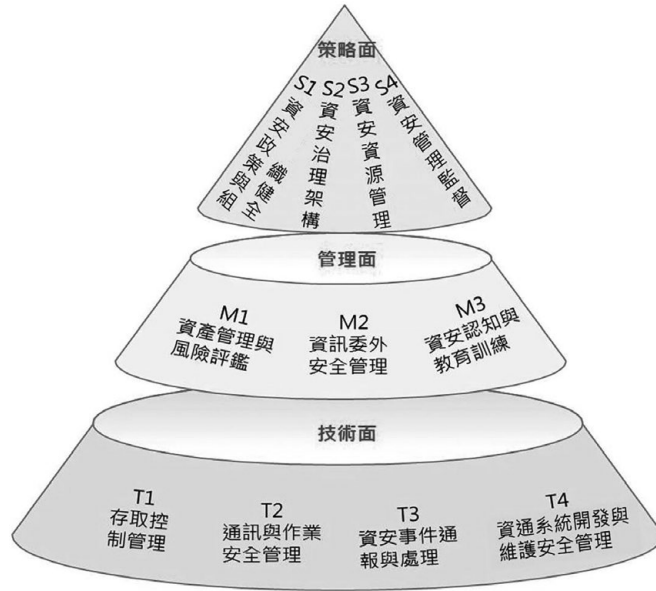 策略面
S1
資安政策與組
織健全
S2
資安治理架構
S3
資安資源管理
S4
資安管理監督
管理面
M1
資產管理與
風險評鑑
M2
資訊委外
安全管理
M3
資安認知與
教育訓練
技術面
T1
存取控
制管理
T2
通訊與作業
安全管理
T3
資安事件通
報與處理
T4
資通系統開發與
維護安全管理